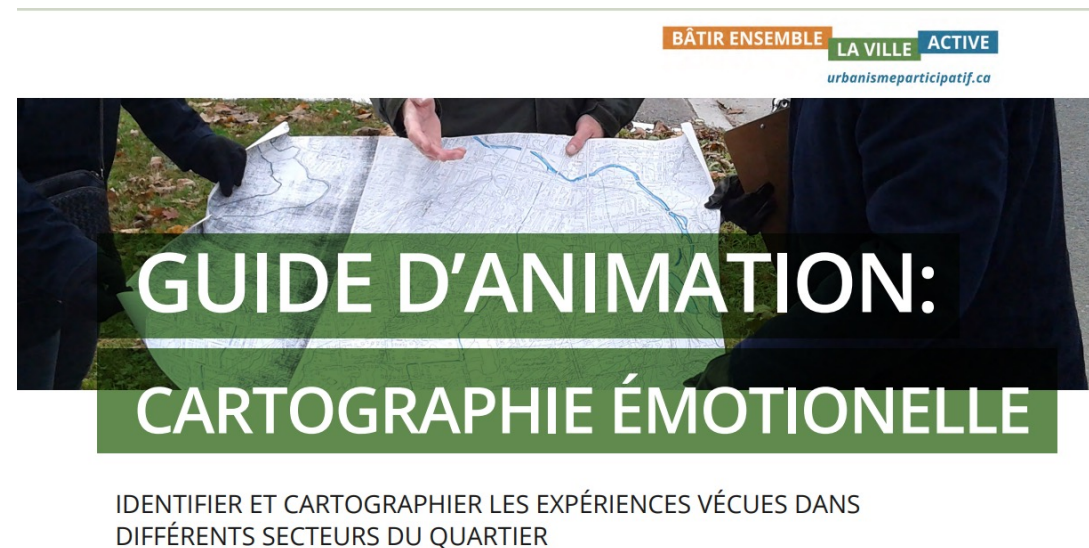 BÂTIR ENSEMBLE LA VILLE ACTIVE
urbanismeparticipatif.ca
GUIDE D'ANIMATION:
CARTOGRAPHIE ÉMOTIONELLE
IDENTIFIER ET CARTOGRAPHIER LES EXPÉRIENCES VÉCUES DANS
DIFFÉRENTS SECTEURS DU QUARTIER